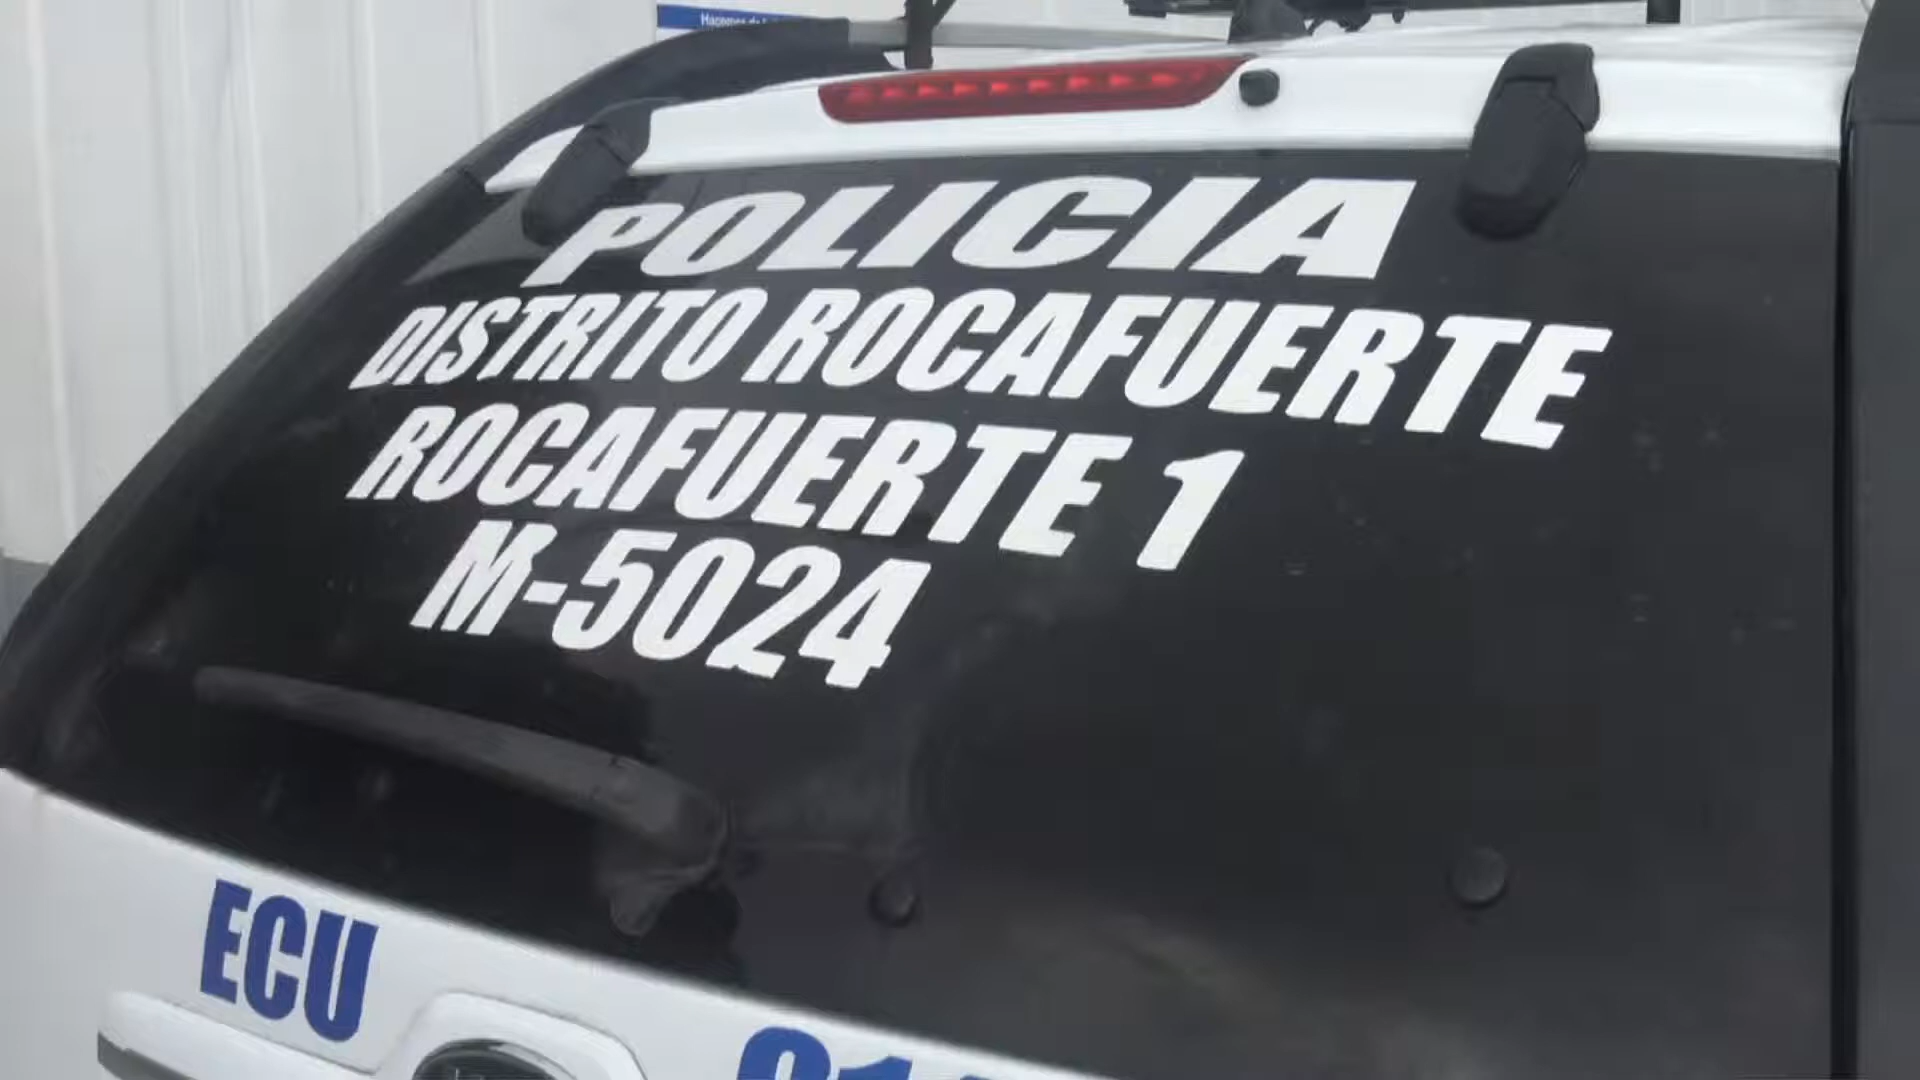 POLICIA
DISTRITO ROCAFUERTE
ROCAFUERTE 1
M-5024
ECU